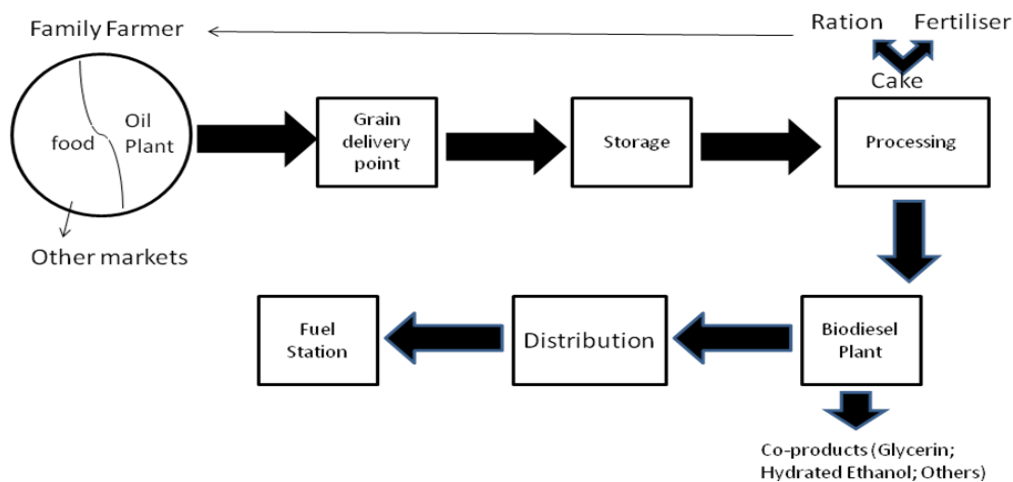 Family Farmer
Ration Fertiliser
Cake
food
Oil
Plant
Grain
delivery
point
Storage
Processing
Other markets
Fuel
Station
Distribution
Biodiesel
Plant
Co-products (Glycerin;
Hydrated Ethanol; Others)